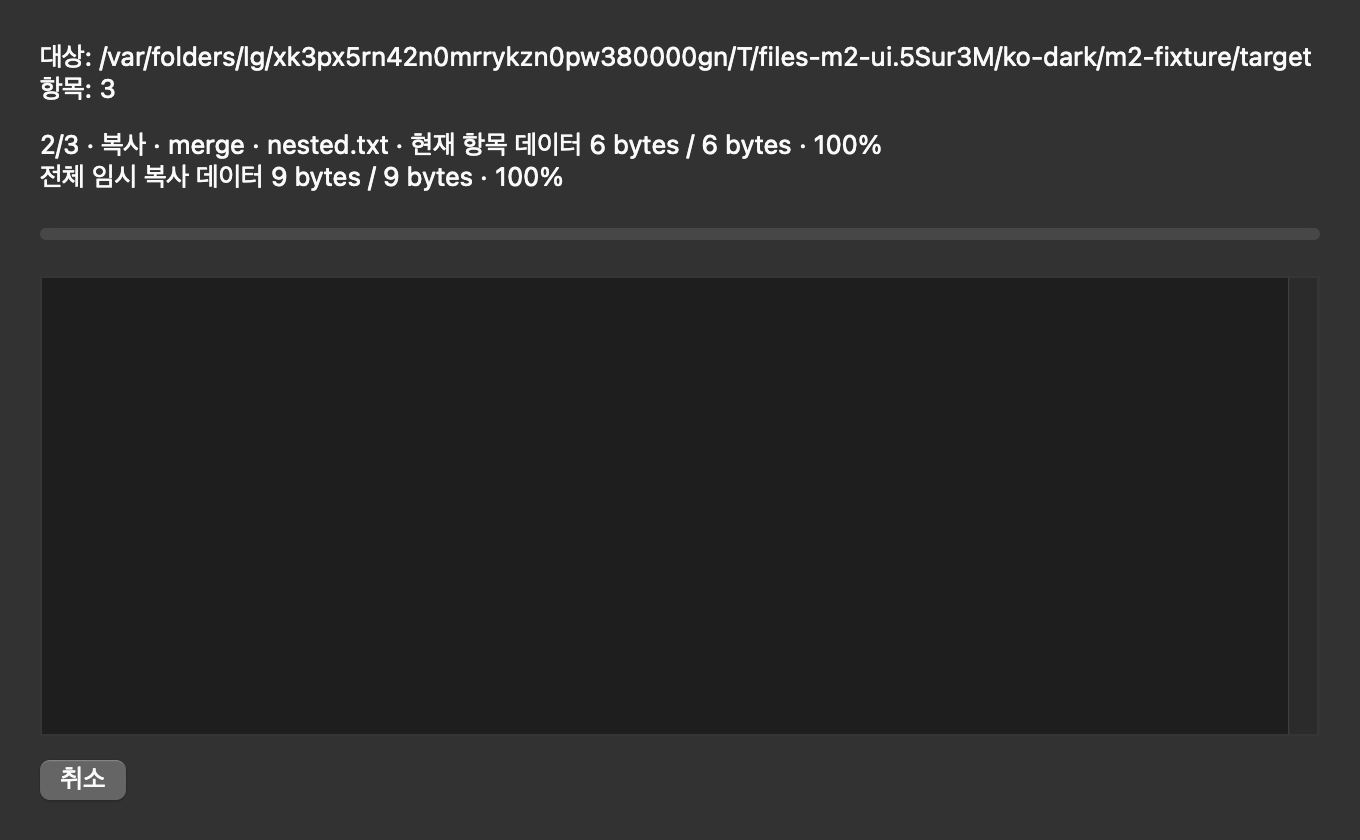 대상: /var/folders/lg/xk3px5rn42n0mrrykzn0pw380000gn/T/files-m2-ui.5Sur3M/ko-dark/m2-fixture/target
항목: 3
2/3 · 복사 · merge · nested.txt · 현재 항목 데이터 6 bytes / 6 bytes · 100%
전체 임시 복사 데이터 9 bytes / 9 bytes · 100%
취소